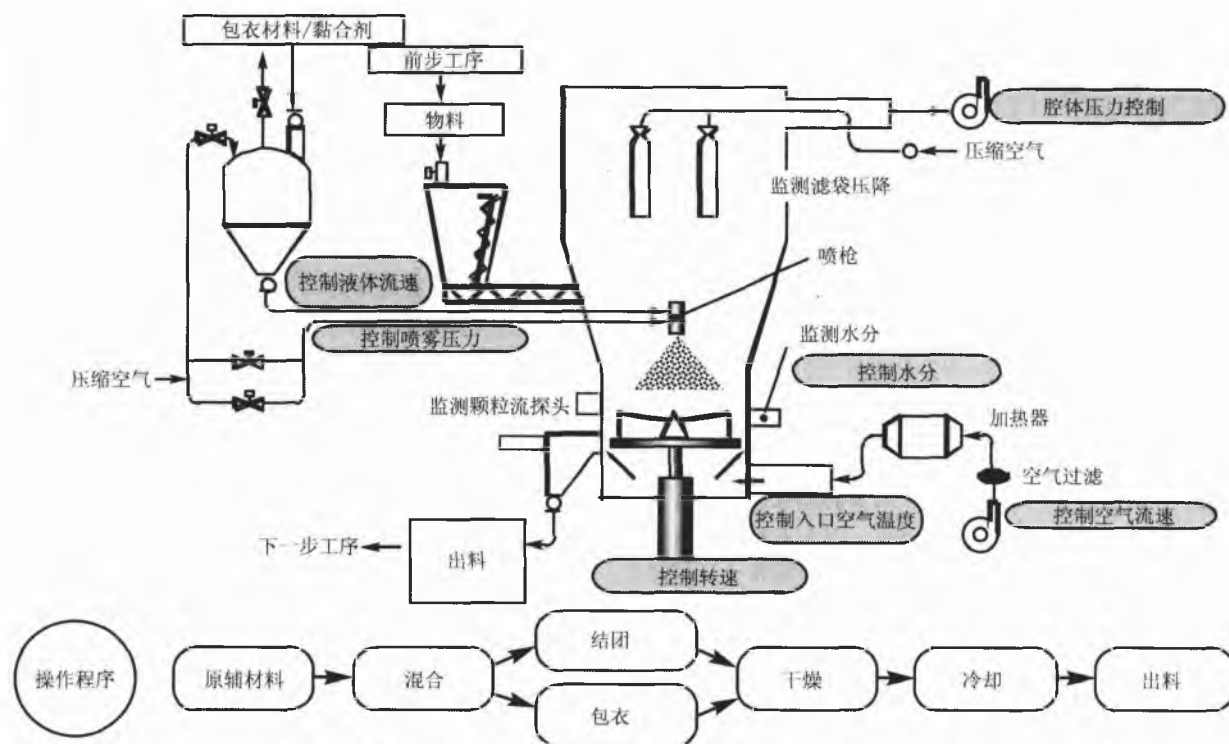 包衣材料/黏合剂
前步工序
物料
腔体压力控制
压缩空气
监测滤袋压降
喷枪
控制液体流速
控制喷雾压力
监测水分
控制水分
压缩空气
监测颗粒流探头
加热器
空气过滤
控制入口空气温度
控制空气流速
下一步工序
出料
控制转速
操作程序
原辅材料
混合
结团
包衣
干燥
冷却
出料